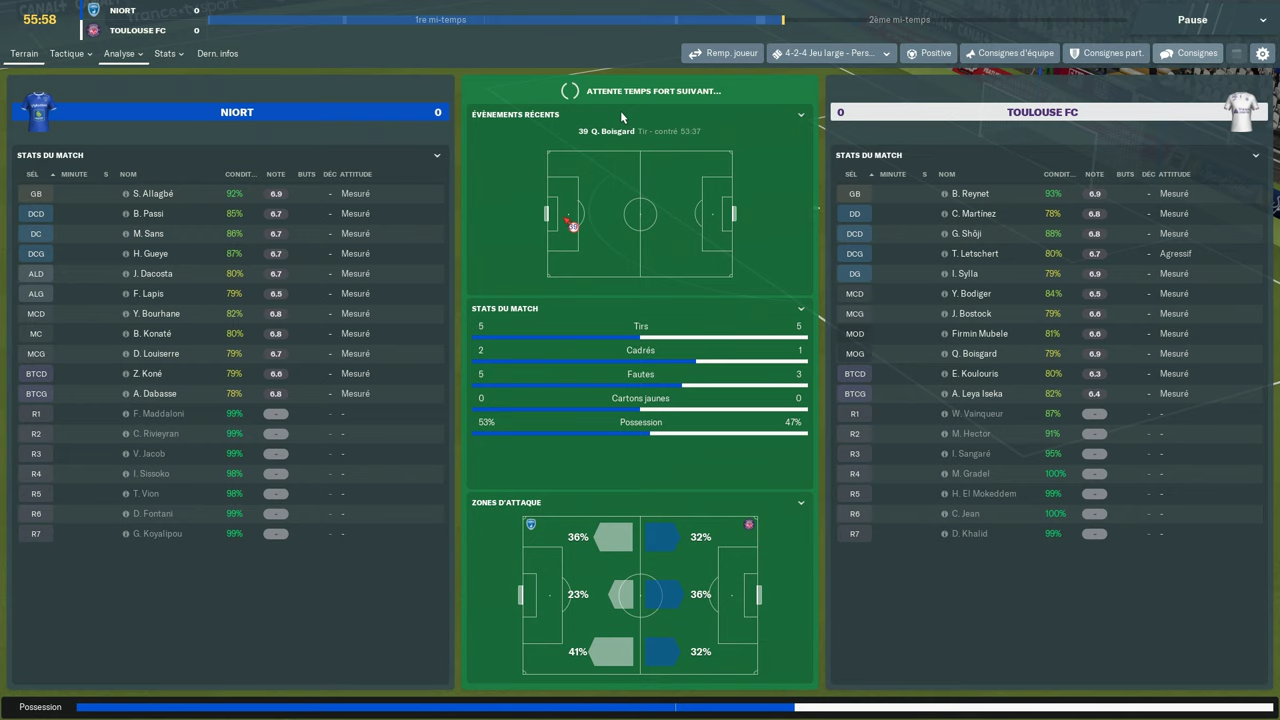 55:58
NIORT 0
TOULOUSE FC 0
1re mi-temps
2ème mi-temps
Pause
Terrain
Tactique
Analyse
Stats
Dern. infos
Remp. joueur
4-2-4 Jeu large - Pers...
Positive
Consignes d'équipe
Consignes part.
Consignes
NIORT 0
STATS DU MATCH
SÉL MINUTE S NOM CONDIT... NOTE BUTS DÉC ATTITUDE
GB S. Allagbé 92% 6.9 - Mesuré
DCD B. Passi 85% 6.7 - Mesuré
DC M. Sans 86% 6.7 - Mesuré
DCG H. Gueye 87% 6.7 - Mesuré
ALD J. Dacosta 80% 6.7 - Mesuré
ALG F. Lapis 79% 6.5 - Mesuré
MCD Y. Bourhane 82% 6.8 - Mesuré
MC B. Konaté 80% 6.8 - Mesuré
MCG D. Louiserre 79% 6.7 - Mesuré
BTCD Z. Koné 79% 6.6 - Mesuré
BTCG A. Dabasse 78% 6.8 - Mesuré
R1 F. Maddaloni 99% - - -
R2 C. Rivieyran 99% - - -
R3 V. Jacob 99% - - -
R4 I. Sissoko 98% - - -
R5 T. Vion 98% - - -
R6 D. Fontani 99% - - -
R7 G. Koyalipou 99% - - -
ATTENTE TEMPS FORT SUIVANT...
ÉVÈNEMENTS RÉCENTS
39 Q. Boisgard Tir - contré 53:37
STATS DU MATCH
5 Tirs 5
2 Cadrés 1
5 Fautes 3
0 Cartons jaunes 0
53% Possession 47%
ZONES D'ATTAQUE
36% 32%
23% 36%
41% 32%
0 TOULOUSE FC
STATS DU MATCH
SÉL MINUTE S NOM CONDIT... NOTE BUTS DÉC ATTITUDE
GB B. Reynet 93% 6.9 - Mesuré
DD C. Martínez 78% 6.8 - Mesuré
DCD G. Shōji 88% 6.8 - Mesuré
DCG T. Letschert 80% 6.7 - Agressif
DG I. Sylla 79% 6.9 - Mesuré
MCD Y. Bodiger 84% 6.5 - Mesuré
MCG J. Bostock 79% 6.6 - Mesuré
MOD Firmin Mubele 81% 6.6 - Mesuré
MOG Q. Boisgard 79% 6.9 - Mesuré
BTCD E. Koulouris 80% 6.3 - Mesuré
BTCG A. Leya Iseka 82% 6.4 - Mesuré
R1 W. Vainqueur 87% - - -
R2 M. Hector 91% - - -
R3 I. Sangaré 95% - - -
R4 M. Gradel 100% - - -
R5 H. El Mokeddem 99% - - -
R6 C. Jean 100% - - -
R7 D. Khalid 99% - - -
Possession